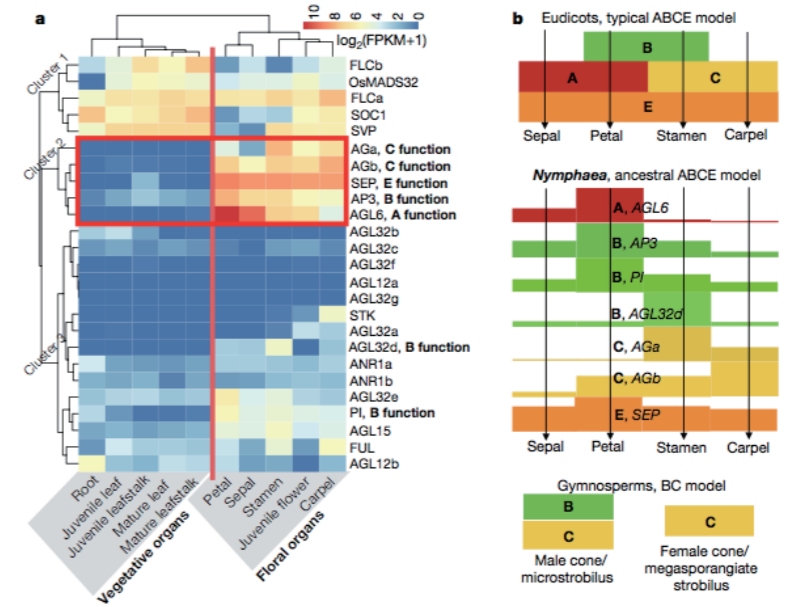 a
10 8 6 4 2 0
log2(FPKM+1)
Cluster 1
Cluster 2
Cluster 3
FLCb
OsMADS32
FLCa
SOC1
SVP
AGa, C function
AGb, C function
SEP, E function
AP3, B function
AGL6, A function
AGL32b
AGL32c
AGL32f
AGL12a
AGL32g
STK
AGL32a
AGL32d, B function
ANR1a
ANR1b
AGL32e
PI, B function
AGL15
FUL
AGL12b
Root
Juvenile leaf
Juvenile leafstalk
Mature leaf
Mature leafstalk
Vegetative organs
Petal
Sepal
Stamen
Juvenile flower
Carpel
Floral organs
b
Eudicots, typical ABCE model
B
A C
E
Sepal Petal Stamen Carpel
Nymphaea, ancestral ABCE model
A, AGL6
B, AP3
B, PI
B, AGL32d
C, AGa
C, AGb
E, SEP
Sepal Petal Stamen Carpel
Gymnosperms, BC model
B
C
Male cone/
microstrobilus
C
Female cone/
megasporangiate
strobilus